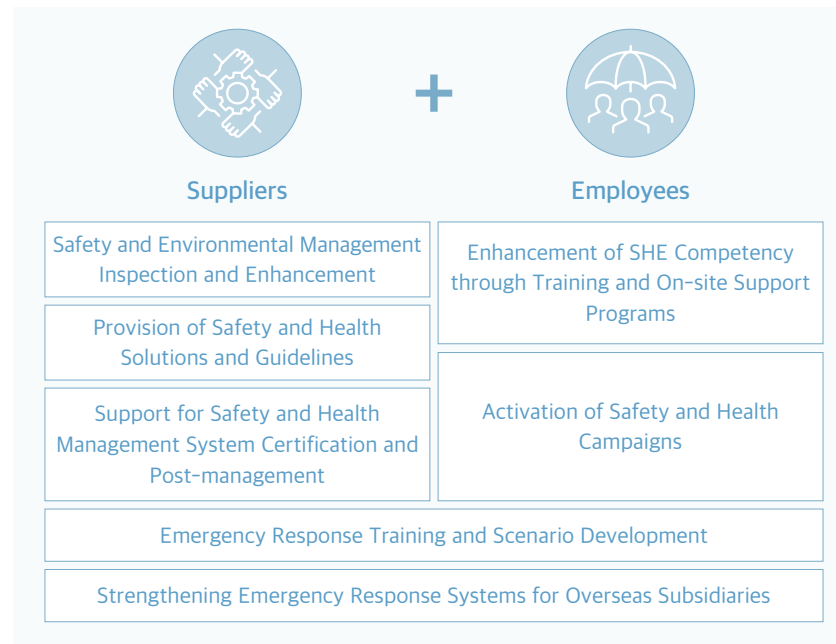 +
Suppliers
Employees
Safety and Environmental Management
Inspection and Enhancement
Provision of Safety and Health
Solutions and Guidelines
Support for Safety and Health
Management System Certification and
Post-management
Enhancement of SHE Competency
through Training and On-site Support
Programs
Activation of Safety and Health
Campaigns
Emergency Response Training and Scenario Development
Strengthening Emergency Response Systems for Overseas Subsidiaries